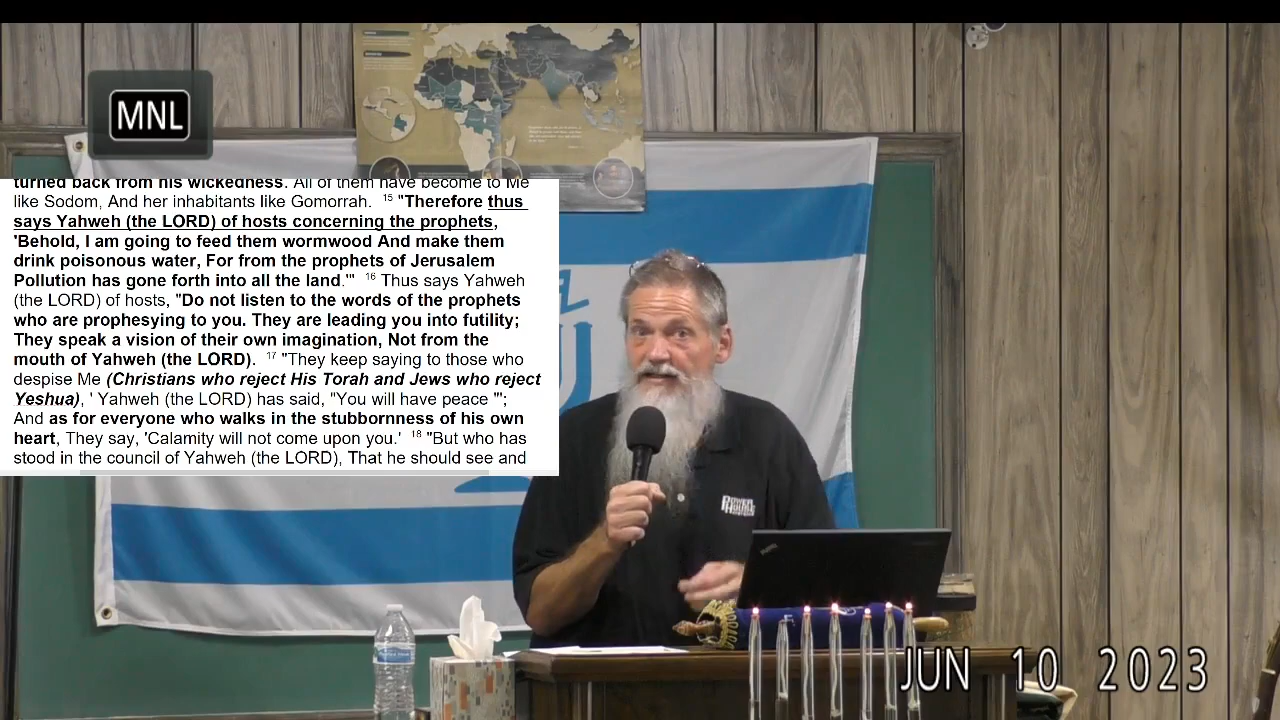 MNL
turned back from his wickedness. All of them have become to Me
like Sodom, And her inhabitants like Gomorrah. 15 "Therefore thus
says Yahweh (the LORD) of hosts concerning the prophets,
'Behold, I am going to feed them wormwood And make them
drink poisonous water, For from the prophets of Jerusalem
Pollution has gone forth into all the land.'" 16 Thus says Yahweh
(the LORD) of hosts, "Do not listen to the words of the prophets
who are prophesying to you. They are leading you into futility;
They speak a vision of their own imagination, Not from the
mouth of Yahweh (the LORD). 17 "They keep saying to those who
despise Me (Christians who reject His Torah and Jews who reject
Yeshua), ' Yahweh (the LORD) has said, "You will have peace "';
And as for everyone who walks in the stubbornness of his own
heart, They say, 'Calamity will not come upon you.' 18 "But who has
stood in the council of Yahweh (the LORD), That he should see and
POWER
HOUSE
JUN 10 2023